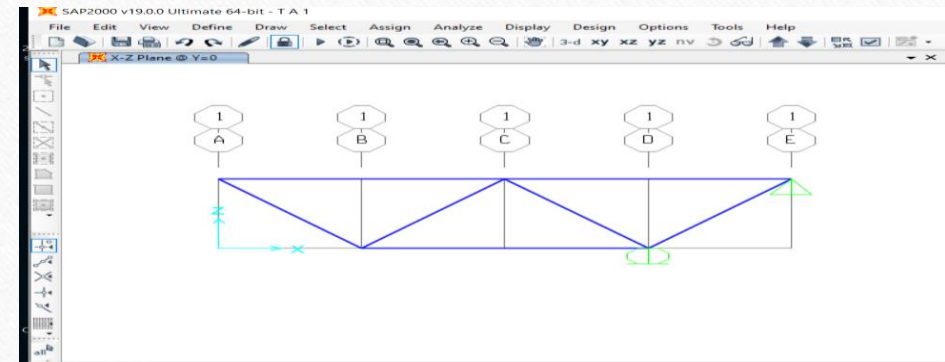 SAP2000 v19.0.0 Ultimate 64-bit - T A 1
File Edit View Define Draw Select Assign Analyze Display Design Options Tools Help
3-d xy xz yz nv
X-Z Plane @ Y=0
1 1 1 1 1
A B C D E
Z
X
all